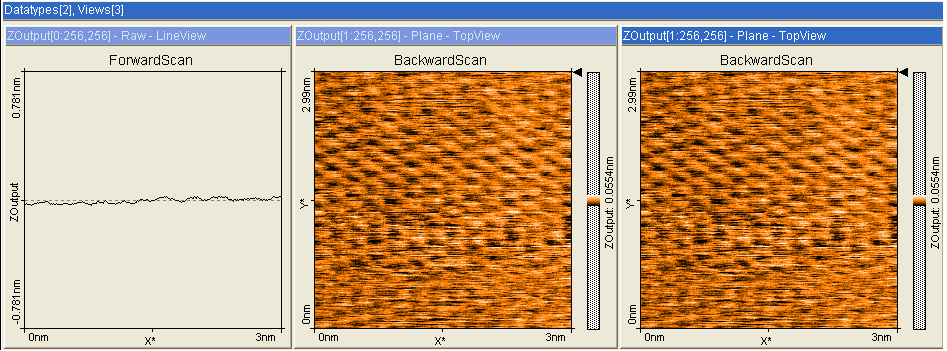 Datatypes[2], Views[3]
ZOutput[0:256,256] - Raw - LineView
ForwardScan
0.781nm
ZOutput
-0.781nm
0nm
X*
3nm
ZOutput[1:256,256] - Plane - TopView
BackwardScan
2.99nm
Y*
0nm
0nm
X*
3nm
ZOutput: 0.0554nm
ZOutput[1:256,256] - Plane - TopView
BackwardScan
2.99nm
Y*
0nm
0nm
X*
3nm
ZOutput: 0.0554nm